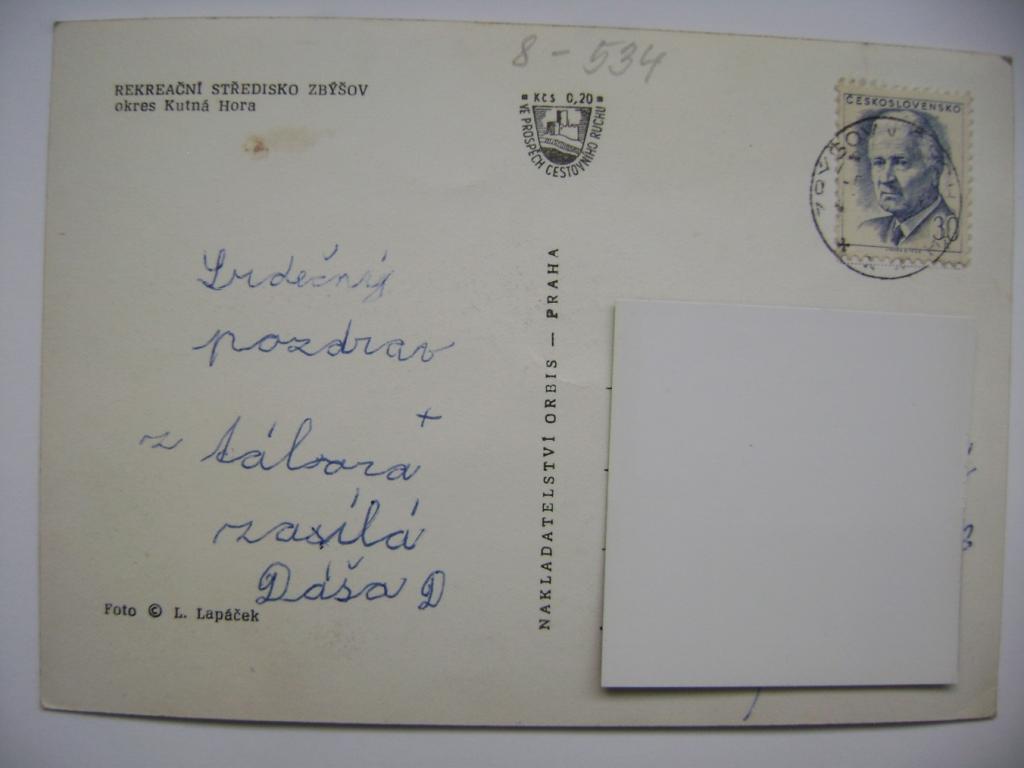 8-534
REKREAČNÍ STŘEDISKO ZBÝŠOV
okres Kutná Hora
Kčs 0,20
VE PROSPĚCH CESTOVNÍHO RUCHU
ČESKOSLOVENSKO
30
Srdečný
pozdrav
z tábora
zasílá
Dáša D
Foto © L. Lapáček
NAKLADATELSTVÍ ORBIS — PRAHA